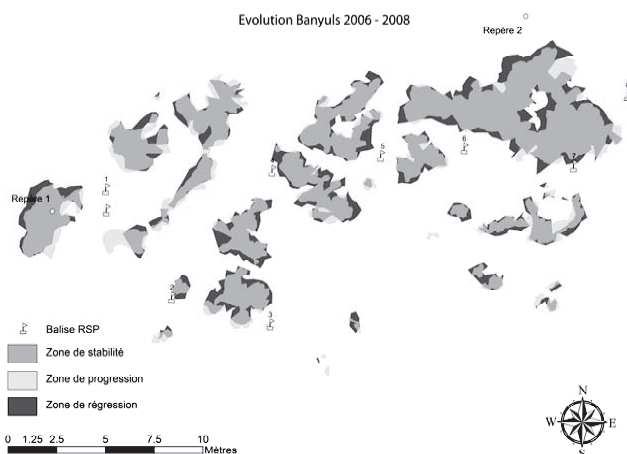 Evolution Banyuls 2006 - 2008
Repère 2
6
5
7
4
1
Repère 1
2
3
Balise RSP
Zone de stabilité
Zone de progression
Zone de régression
N
W E
S
0 1.25 2.5 5 7.5 10
Mètres